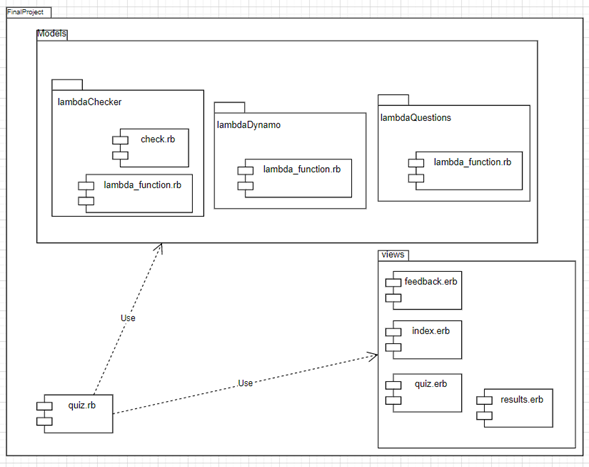 FinalProject
Models
lambdaChecker
check.rb
lambda_function.rb
lambdaDynamo
lambda_function.rb
lambdaQuestions
lambda_function.rb
Use
Use
quiz.rb
views
feedback.erb
index.erb
quiz.erb
results.erb